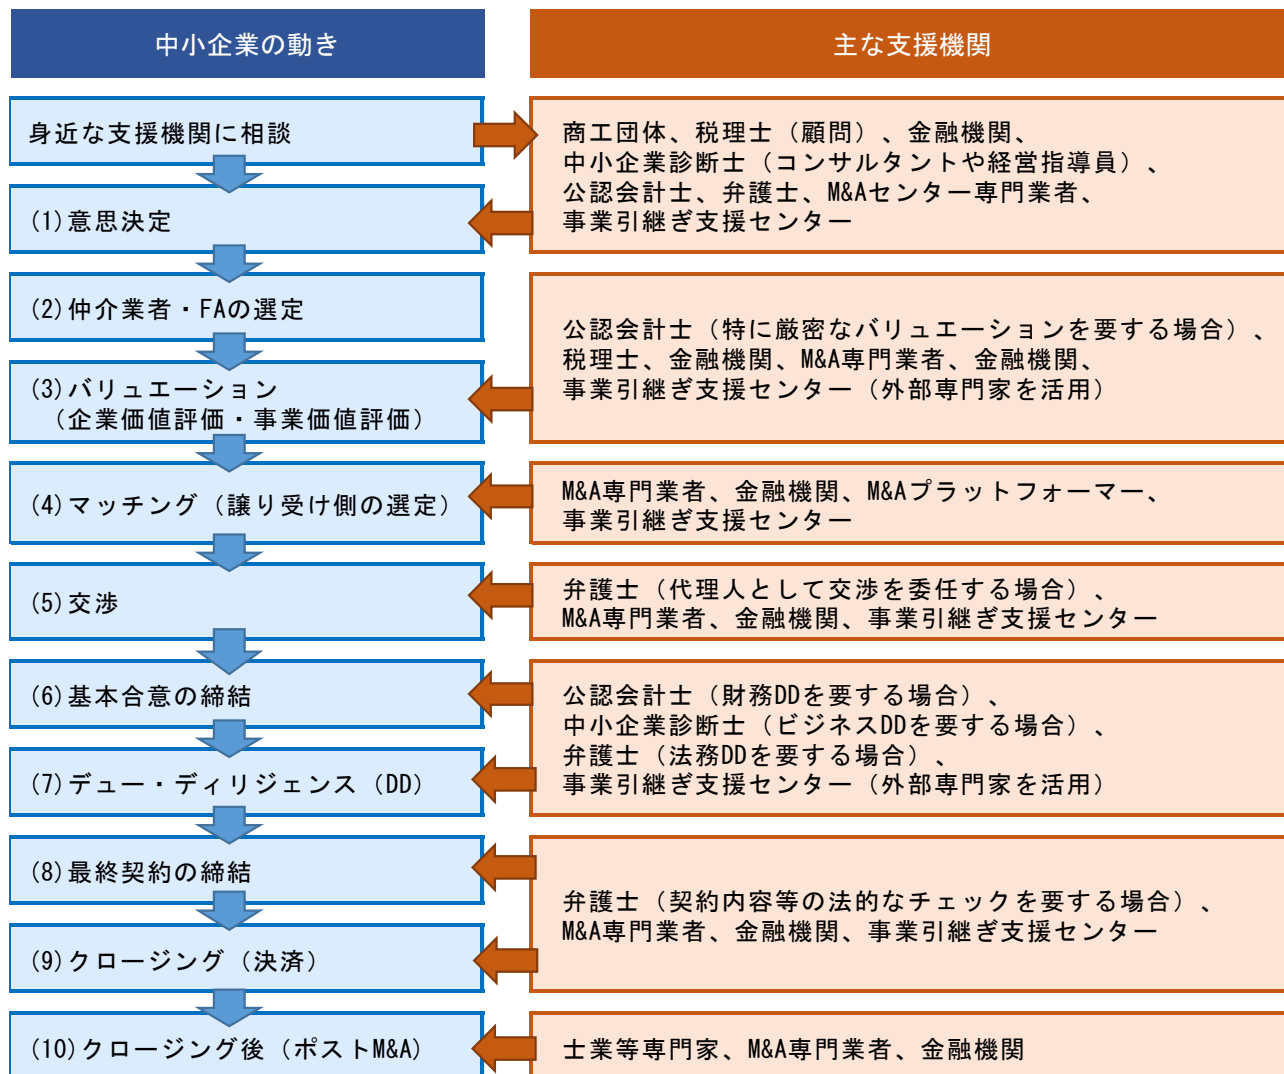 中小企業の動き
主な支援機関
身近な支援機関に相談
商工団体、税理士（顧問）、金融機関、
中小企業診断士（コンサルタントや経営指導員）、
公認会計士、弁護士、M&Aセンター専門業者、
事業引継ぎ支援センター
(1)意思決定
(2)仲介業者・FAの選定
公認会計士（特に厳密なバリュエーションを要する場合）、
税理士、金融機関、M&A専門業者、金融機関、
事業引継ぎ支援センター（外部専門家を活用）
(3)バリュエーション
（企業価値評価・事業価値評価）
(4)マッチング（譲り受け側の選定）
M&A専門業者、金融機関、M&Aプラットフォーマー、
事業引継ぎ支援センター
(5)交渉
弁護士（代理人として交渉を委任する場合）、
M&A専門業者、金融機関、事業引継ぎ支援センター
(6)基本合意の締結
公認会計士（財務DDを要する場合）、
中小企業診断士（ビジネスDDを要する場合）、
弁護士（法務DDを要する場合）、
事業引継ぎ支援センター（外部専門家を活用）
(7)デュー・ディリジェンス（DD）
(8)最終契約の締結
弁護士（契約内容等の法的なチェックを要する場合）、
M&A専門業者、金融機関、事業引継ぎ支援センター
(9)クロージング（決済）
(10)クロージング後（ポストM&A）
士業等専門家、M&A専門業者、金融機関